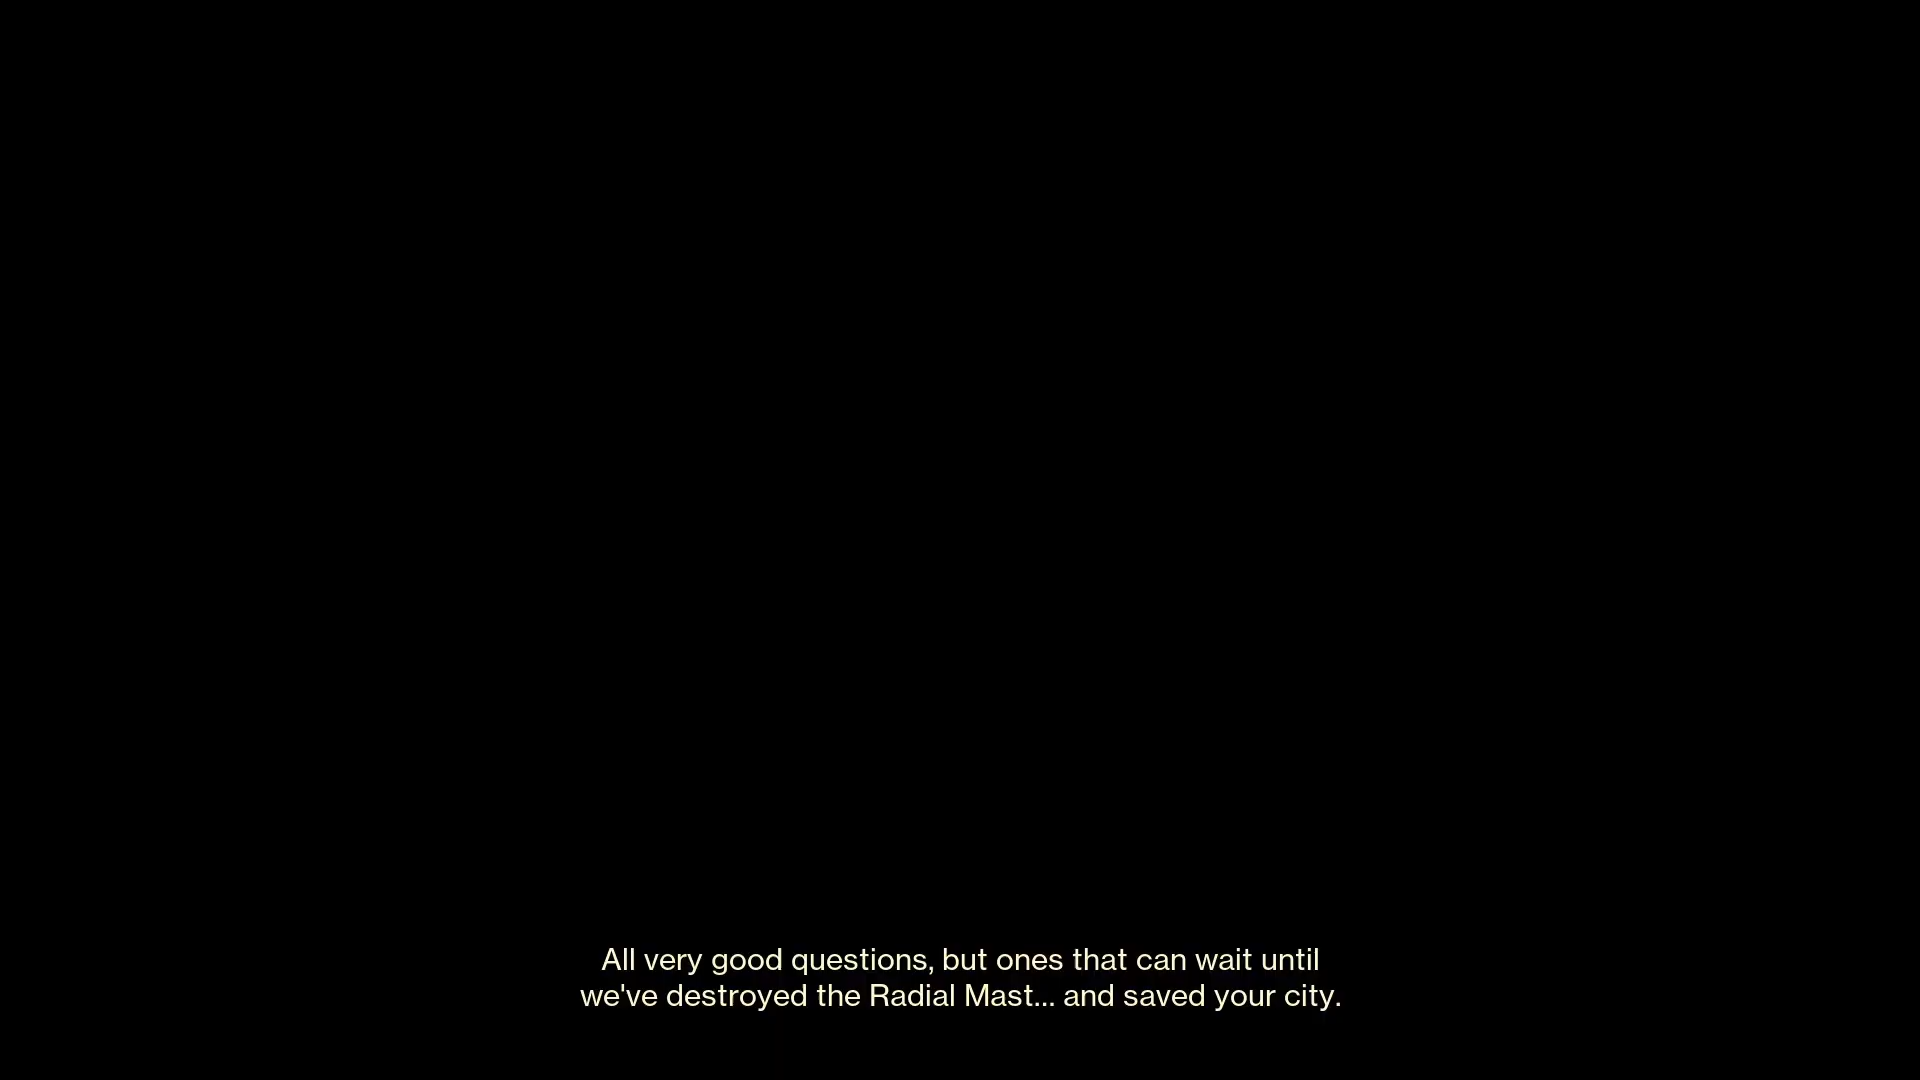 All very good questions, but ones that can wait until
we've destroyed the Radial Mast... and saved your city.